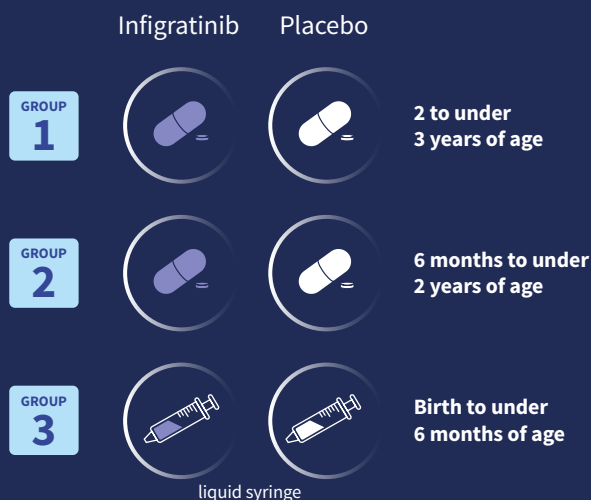 Infigratinib Placebo
GROUP
1
2 to under
3 years of age
GROUP
2
6 months to under
2 years of age
GROUP
3
Birth to under
6 months of age
liquid syringe